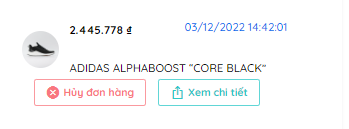 2.445.778 ₫ 03/12/2022 14:42:01
ADIDAS ALPHABOOST "CORE BLACK"
Hủy đơn hàng Xem chi tiết